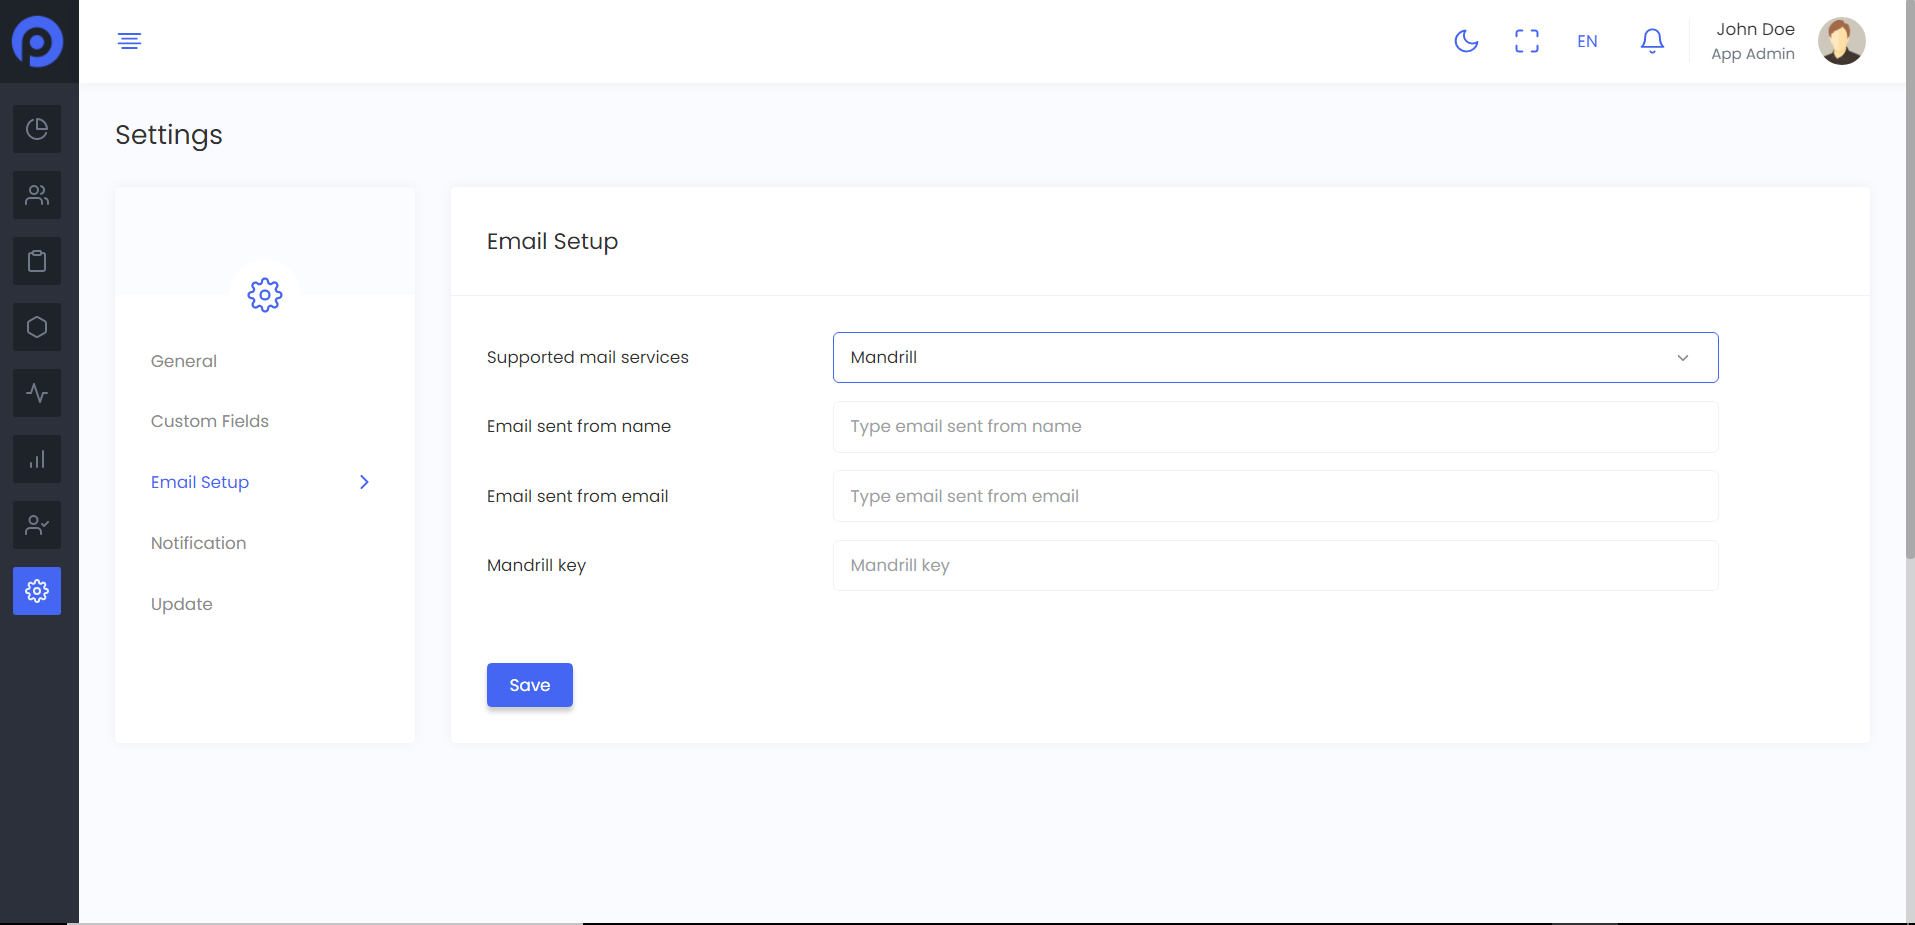 EN
John Doe
App Admin
Settings
General
Custom Fields
Email Setup
Notification
Update
Email Setup
Supported mail services
Mandrill
Email sent from name
Type email sent from name
Email sent from email
Type email sent from email
Mandrill key
Mandrill key
Save